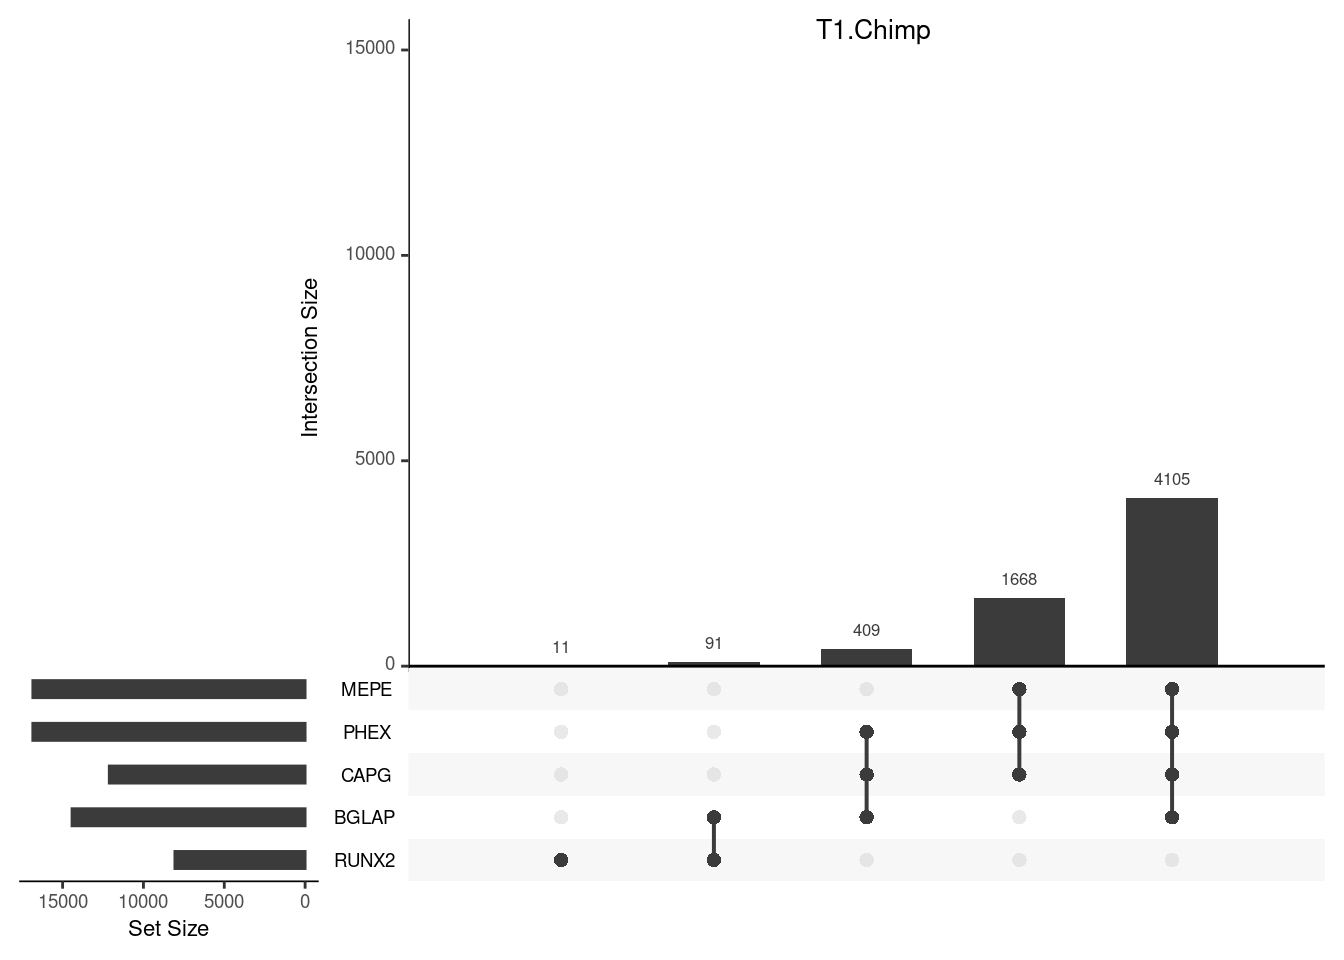 T1.Chimp
15000
10000
5000
0
Intersection Size
11
91
409
1668
4105
MEPE
PHEX
CAPG
BGLAP
RUNX2
15000 10000 5000 0
Set Size